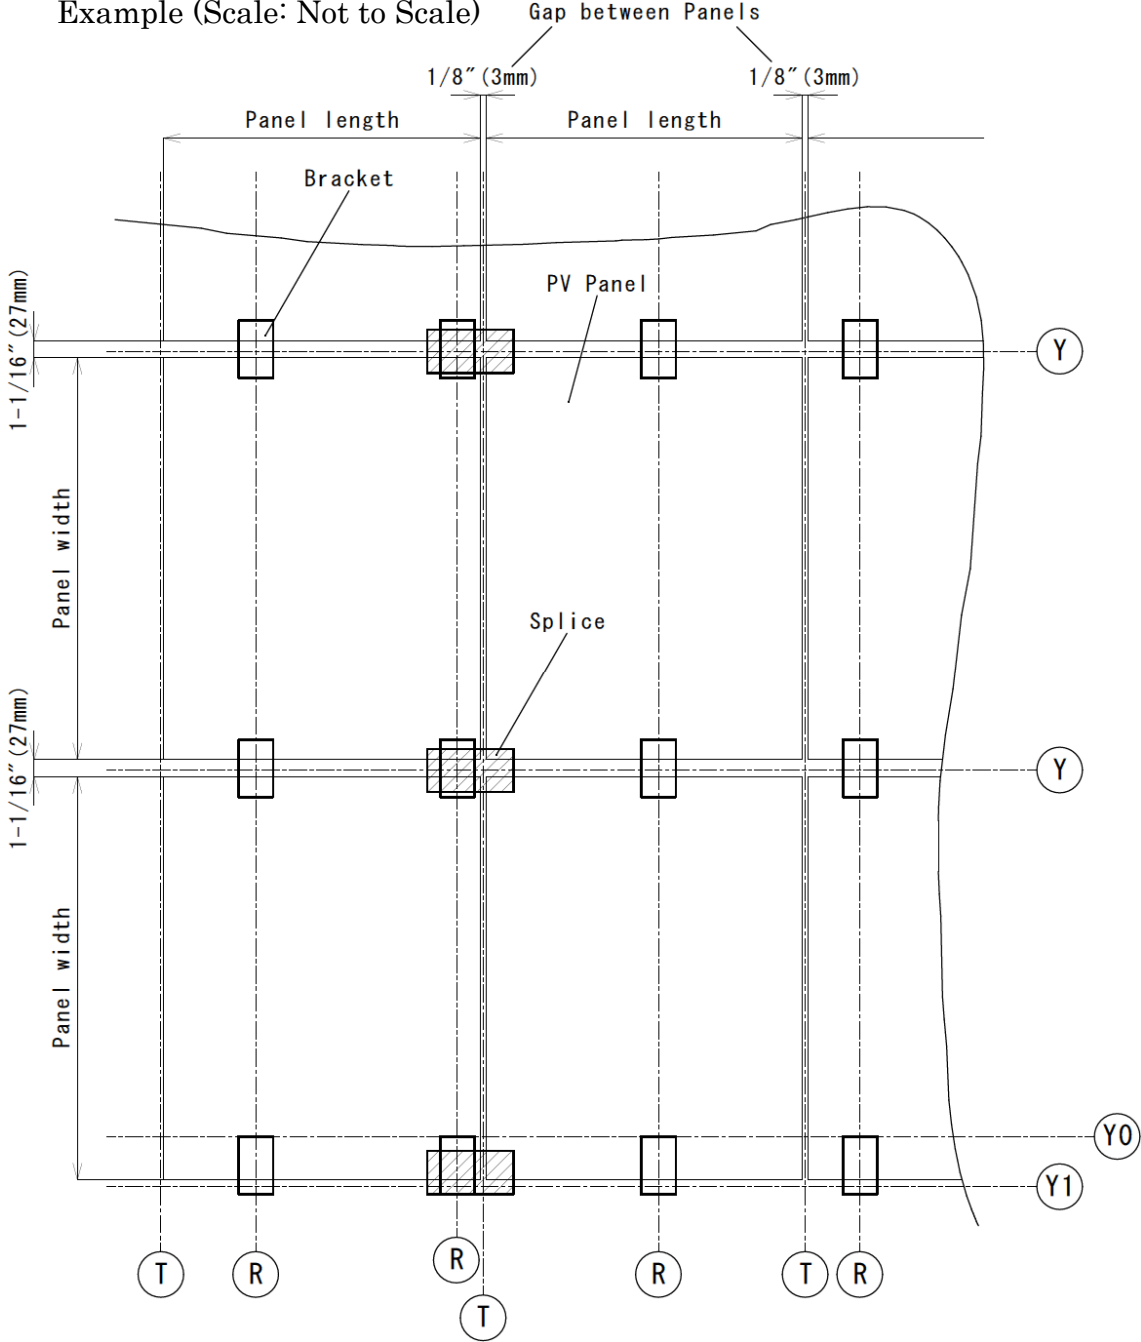 Example (Scale: Not to Scale)
Gap between Panels
1/8″(3mm)
1/8″(3mm)
Panel length
Panel length
Bracket
PV Panel
1-1/16″(27mm)
Y
Panel width
Splice
1-1/16″(27mm)
Y
Panel width
Y0
Y1
T
R
R
T
R
T
R